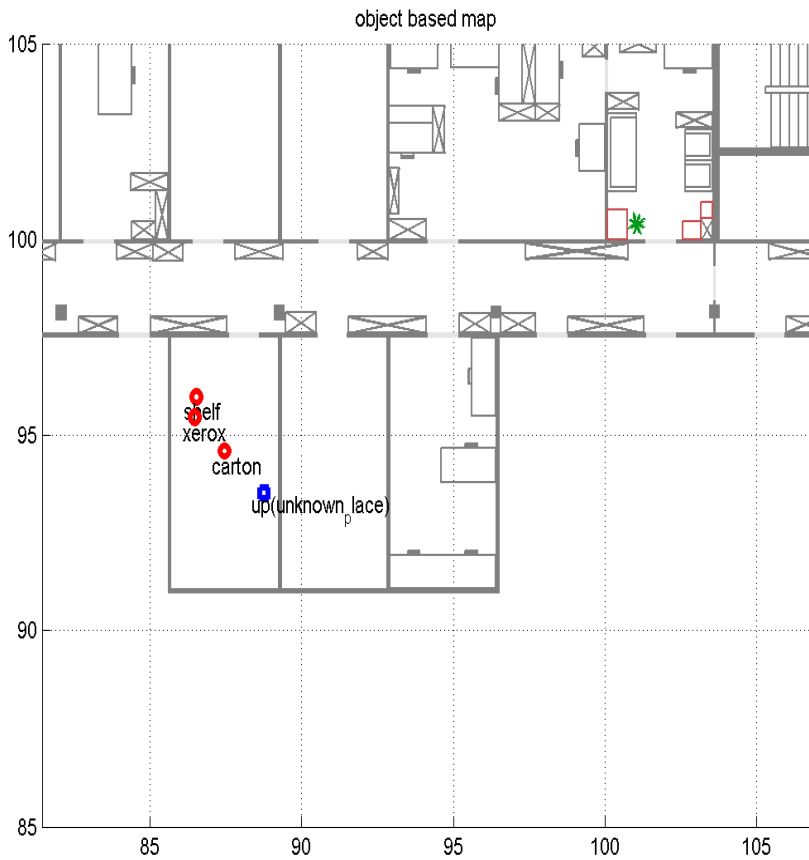 object based map
105
100
shelf
xerox
95
carton
up(unknown_place)
90
85
85
90
95
100
105